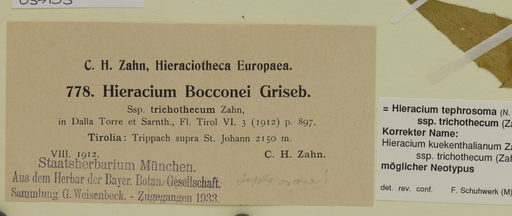 C. H. Zahn, Hieraciotheca Europaea.
778. Hieracium Bocconei Griseb.
Ssp. trichothecum Zahn,
in Dalla Torre et Sarnth., Fl. Tirol VI. 3 (1912) p. 897.
Tirolia: Trippach supra St. Johann 2150 m.
VIII. 1912. C. H. Zahn.
Staatsherbarium München.
Aus dem Herbar der Bayer. Botan. Gesellschaft.
Sammlung G. Weisenbeck. - Zugegangen 1933.
= Hieracium tephrosoma (N.
ssp. trichothecum (Za
Korrekter Name:
Hieracium kuekenthalianum Za
ssp. trichothecum (Zah
möglicher Neotypus
det. rev. conf. F. Schuhwerk (M)